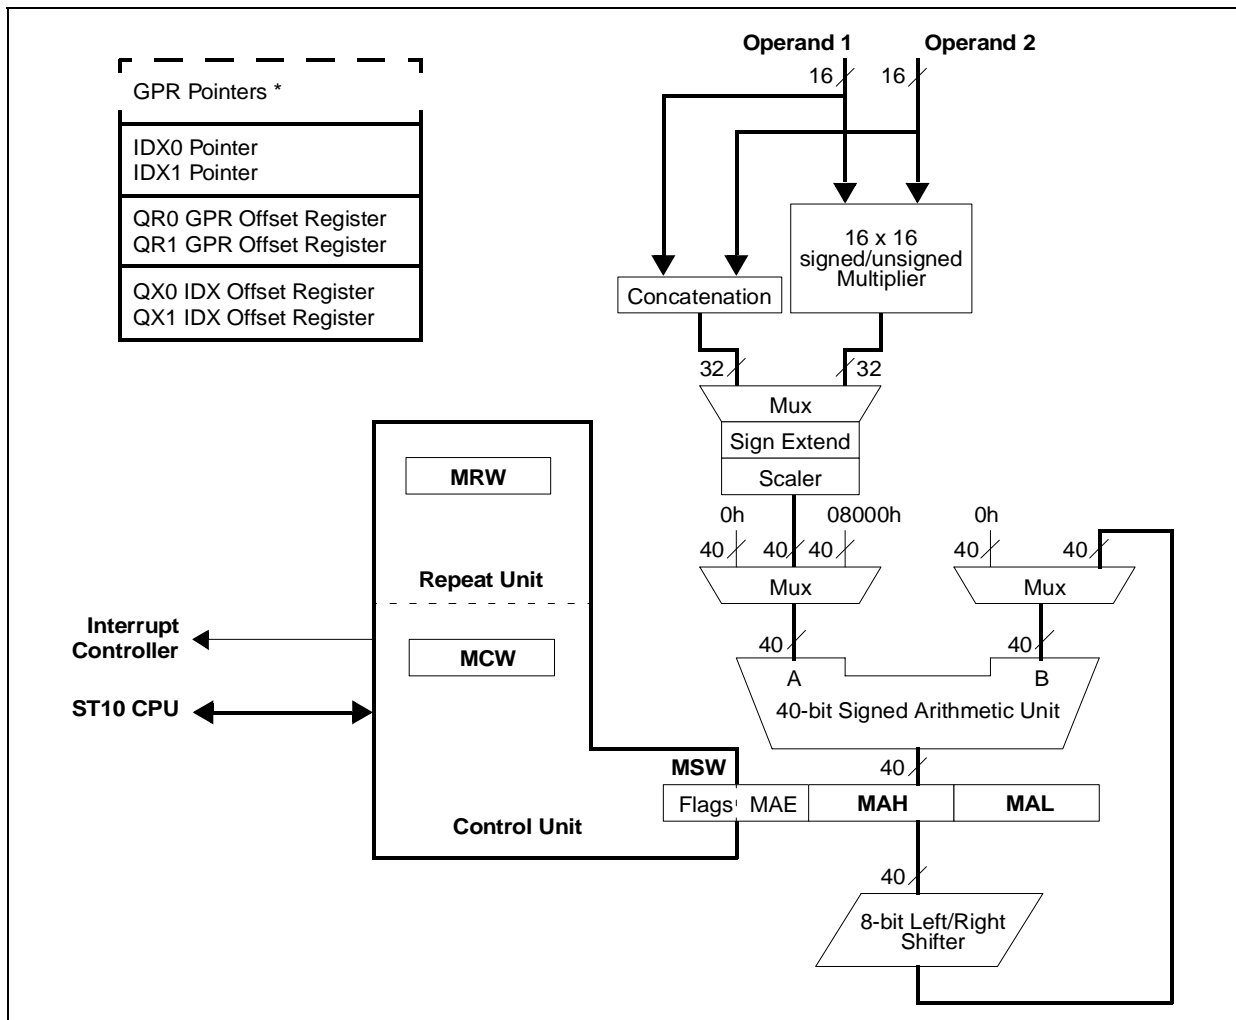 Operand 1
Operand 2
16
16
GPR Pointers *
IDX0 Pointer
IDX1 Pointer
QR0 GPR Offset Register
QR1 GPR Offset Register
QX0 IDX Offset Register
QX1 IDX Offset Register
16 x 16
signed/unsigned
Multiplier
Concatenation
32
32
Mux
Sign Extend
Scaler
MRW
0h
08000h
0h
40
40
40
40
40
Mux
Mux
Repeat Unit
Interrupt
Controller
MCW
40
40
A
B
40-bit Signed Arithmetic Unit
ST10 CPU
MSW
40
Flags
MAE
MAH
MAL
Control Unit
40
8-bit Left/Right
Shifter